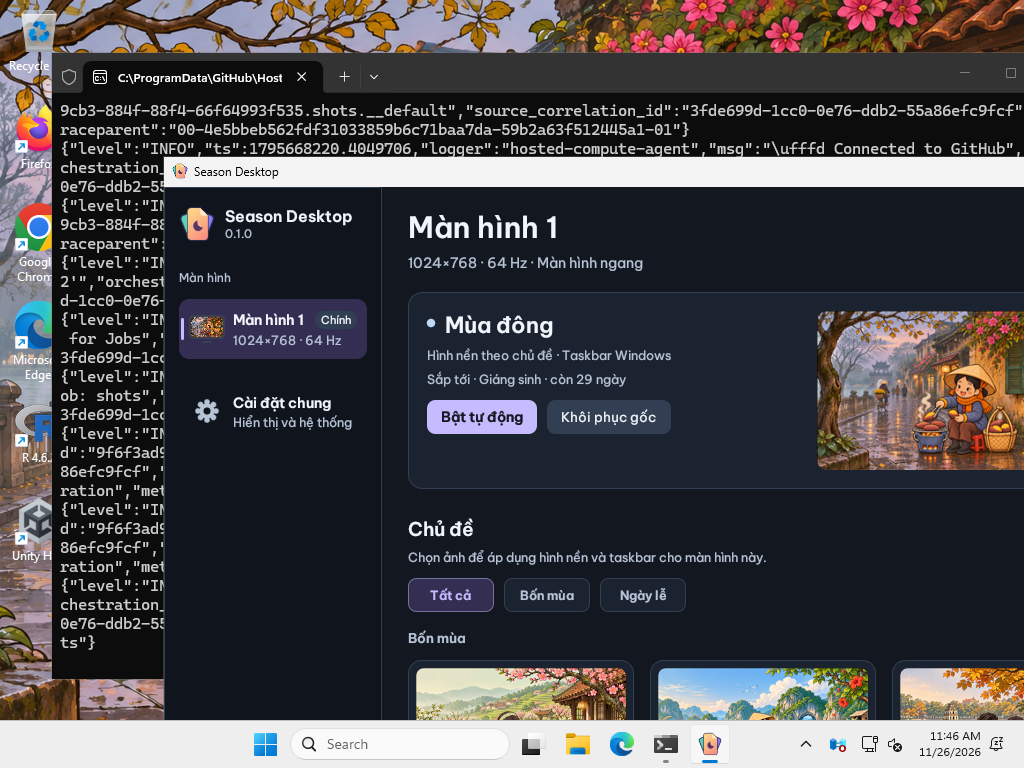 Recycle
Firefo
Google
Chrom
Micros
Edge
R 4.6.
Unity H
C:\ProgramData\GitHub\Host
9cb3-884f-88f4-66f64993f535.shots.__default","source_correlation_id":"3fde699d-1cc0-0e76-ddb2-55a86efc9fcf"
raceparent":"00-4e5bbeb562fdf31033859b6c71baa7da-59b2a63f512445a1-01"}
{"level":"INFO","ts":1795668220.4049706,"logger":"hosted-compute-agent","msg":"\ufffd Connected to GitHub",
chestration_
0e76-ddb2-55
{"level":"IN
9cb3-884f-88
raceparent":
{"level":"IN
2'","orchest
d-1cc0-0e76-
{"level":"IN
for Jobs","
3fde699d-1cc
{"level":"IN
ob: shots","
3fde699d-1cc
{"level":"IN
d":"9f6f3ad9
86efc9fcf","
ration","met
{"level":"IN
d":"9f6f3ad9
86efc9fcf","
ration","met
{"level":"IN
chestration_
0e76-ddb2-55
ts"}
Season Desktop
Season Desktop
0.1.0
Màn hình
Màn hình 1 Chính
1024×768 · 64 Hz
Cài đặt chung
Hiển thị và hệ thống
Màn hình 1
1024×768 · 64 Hz · Màn hình ngang
Mùa đông
Hình nền theo chủ đề · Taskbar Windows
Sắp tới · Giáng sinh · còn 29 ngày
Bật tự động Khôi phục gốc
Chủ đề
Chọn ảnh để áp dụng hình nền và taskbar cho màn hình này.
Tất cả Bốn mùa Ngày lễ
Bốn mùa
Search
11:46 AM
11/26/2026